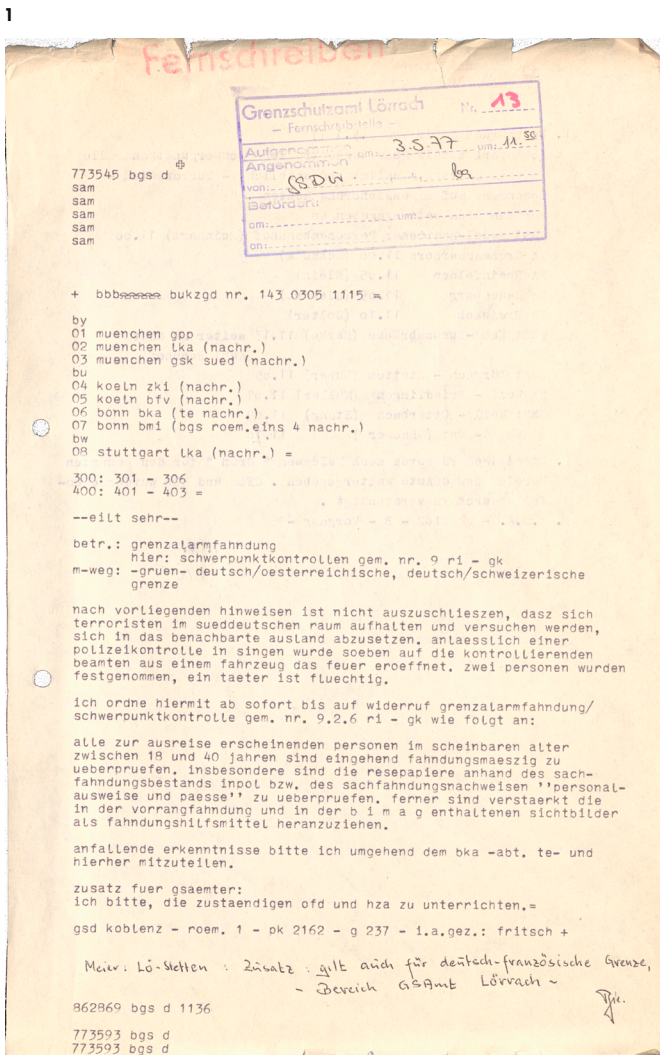 1
Fernschreiben
Grenzschutzamt Lörrach Nr. 13
– Fernschreibstelle –
Aufgenommen am: 3.5.77 um: 11.50
Angenommen
von: GSDir.
Befördert:
am: um:
an:
773545 bgs d
sam
sam
sam
sam
sam
+ bbb bukzgd nr. 143 0305 1115 =
by
01 muenchen gpp
02 muenchen lka (nachr.)
03 muenchen gsk sued (nachr.)
bu
04 koeln zki (nachr.)
05 koeln bfv (nachr.)
06 bonn bka (te nachr.)
07 bonn bmi (bgs roem.eins 4 nachr.)
bw
08 stuttgart lka (nachr.) =
300: 301 - 306
400: 401 - 403 =
--eilt sehr--
betr.: grenzalarmfahndung
hier: schwerpunktkontrollen gem. nr. 9 ri - gk
m-weg: -gruen- deutsch/oesterreichische, deutsch/schweizerische
grenze
nach vorliegenden hinweisen ist nicht auszuschlieszen, dasz sich
terroristen im sueddeutschen raum aufhalten und versuchen werden,
sich in das benachbarte ausland abzusetzen. anlaesslich einer
polizeikontrolle in singen wurde soeben auf die kontrollierenden
beamten aus einem fahrzeug das feuer eroeffnet. zwei personen wurden
festgenommen, ein taeter ist fluechtig.
ich ordne hiermit ab sofort bis auf widerruf grenzalarmfahndung/
schwerpunktkontrolle gem. nr. 9.2.6 ri - gk wie folgt an:
alle zur ausreise erscheinenden personen im scheinbaren alter
zwischen 18 und 40 jahren sind eingehend fahndungsmaeszig zu
ueberpruefen. insbesondere sind die resepapiere anhand des sach-
fahndungsbestands inpol bzw. des sachfahndungsnachweisen ''personal-
ausweise und paesse'' zu ueberpruefen. ferner sind verstaerkt die
in der vorrangfahndung und in der b i m a g enthaltenen sichtbilder
als fahndungshilfsmittel heranzuziehen.
anfallende erkenntnisse bitte ich umgehend dem bka -abt. te- und
hierher mitzuteilen.
zusatz fuer gsaemter:
ich bitte, die zustaendigen ofd und hza zu unterrichten.=
gsd koblenz - roem. 1 - pk 2162 - g 237 - i.a.gez.: fritsch +
Meier: Lö-Stetten : Zusatz : gilt auch für deutsch-französische Grenze,
- Bereich GSAmt Lörrach -
862869 bgs d 1136
773593 bgs d
773593 bgs d